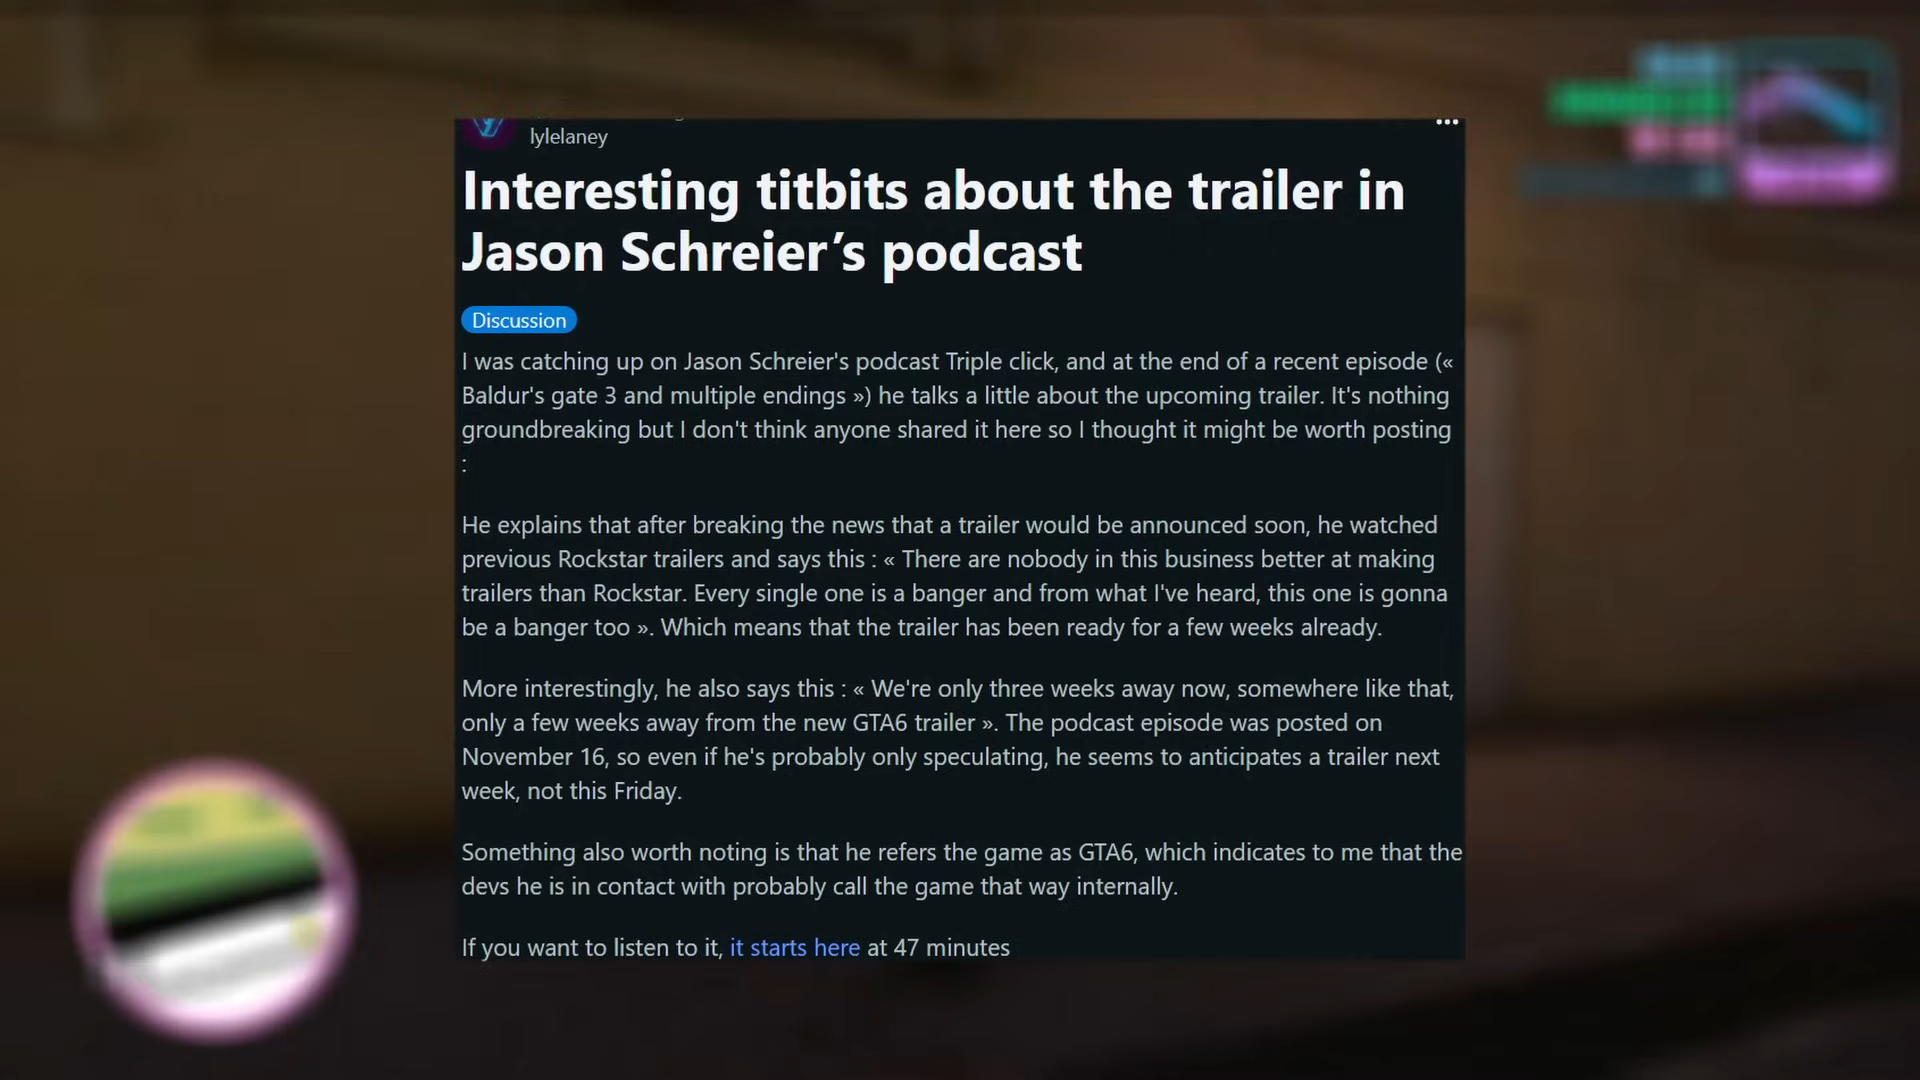 lylelaney
Interesting titbits about the trailer in
Jason Schreier’s podcast
Discussion
I was catching up on Jason Schreier's podcast Triple click, and at the end of a recent episode («
Baldur's gate 3 and multiple endings ») he talks a little about the upcoming trailer. It's nothing
groundbreaking but I don't think anyone shared it here so I thought it might be worth posting
:
He explains that after breaking the news that a trailer would be announced soon, he watched
previous Rockstar trailers and says this : « There are nobody in this business better at making
trailers than Rockstar. Every single one is a banger and from what I've heard, this one is gonna
be a banger too ». Which means that the trailer has been ready for a few weeks already.
More interestingly, he also says this : « We're only three weeks away now, somewhere like that,
only a few weeks away from the new GTA6 trailer ». The podcast episode was posted on
November 16, so even if he's probably only speculating, he seems to anticipates a trailer next
week, not this Friday.
Something also worth noting is that he refers the game as GTA6, which indicates to me that the
devs he is in contact with probably call the game that way internally.
If you want to listen to it, it starts here at 47 minutes